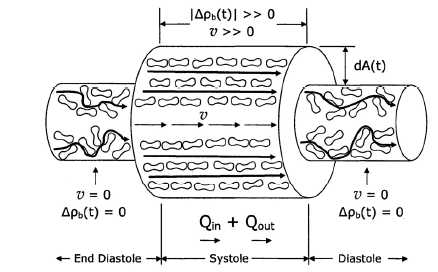 |Δρb(t)| >> 0
v >> 0
dA(t)
v
v = 0
Δρb(t) = 0
v = 0
Δρb(t) = 0
Qin + Qout
End Diastole
Systole
Diastole